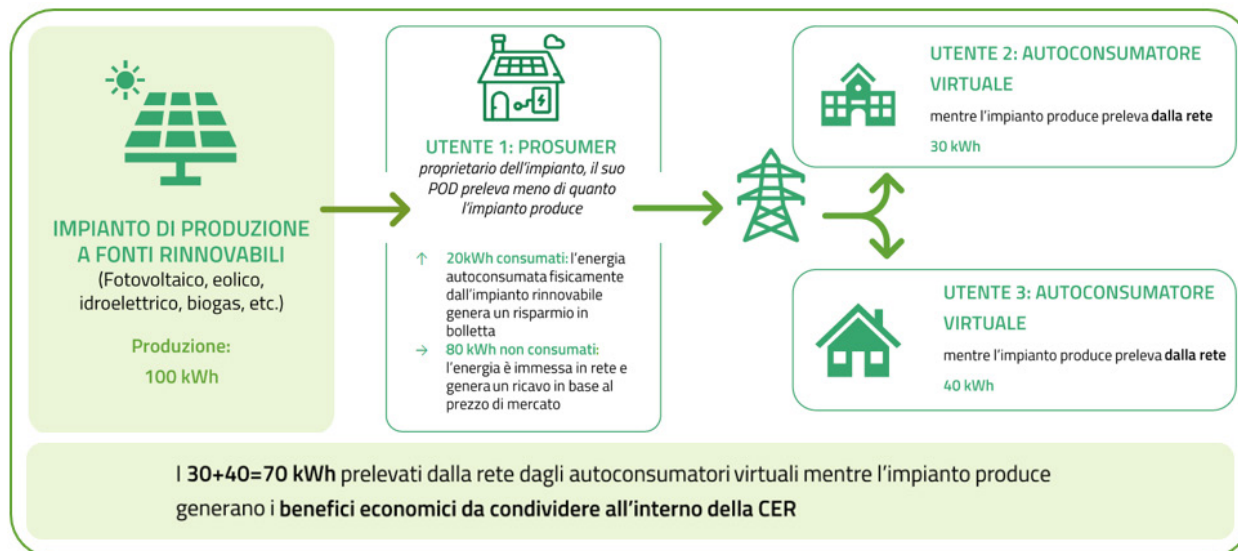 IMPIANTO DI PRODUZIONE
A FONTI RINNOVABILI
(Fotovoltaico, eolico,
idroelettrico, biogas, etc.)
Produzione:
100 kWh
UTENTE 1: PROSUMER
proprietario dell'impianto, il suo
POD preleva meno di quanto
l'impianto produce
↑ 20kWh consumati: l'energia
autoconsumata fisicamente
dall'impianto rinnovabile
genera un risparmio in
bolletta
→ 80 kWh non consumati:
l'energia è immessa in rete e
genera un ricavo in base al
prezzo di mercato
UTENTE 2: AUTOCONSUMATORE
VIRTUALE
mentre l'impianto produce preleva dalla rete
30 kWh
UTENTE 3: AUTOCONSUMATORE
VIRTUALE
mentre l'impianto produce preleva dalla rete
40 kWh
I 30+40=70 kWh prelevati dalla rete dagli autoconsumatori virtuali mentre l'impianto produce
generano i benefici economici da condividere all'interno della CER